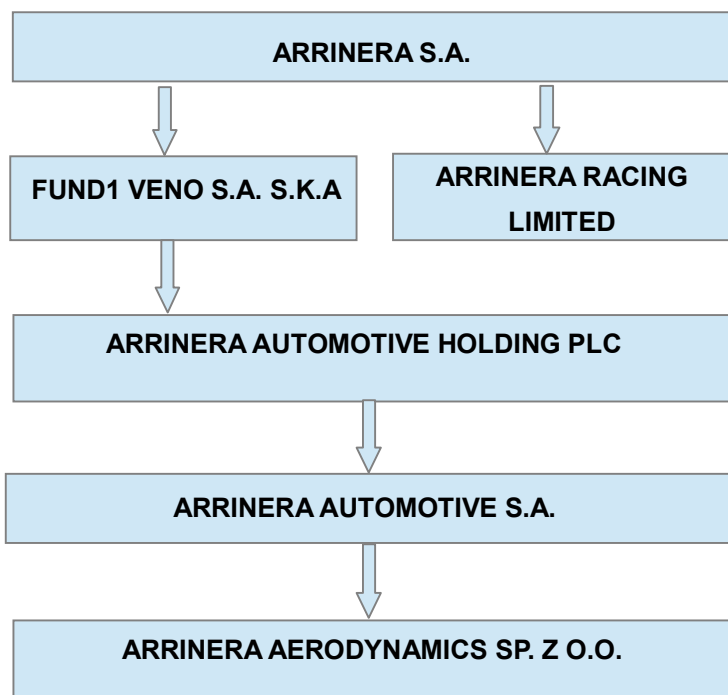 ARRINERA S.A.
FUND1 VENO S.A. S.K.A
ARRINERA RACING
LIMITED
ARRINERA AUTOMOTIVE HOLDING PLC
ARRINERA AUTOMOTIVE S.A.
ARRINERA AERODYNAMICS SP. Z O.O.